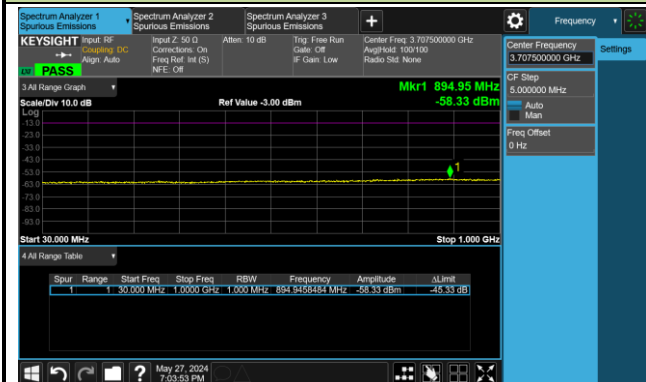 Spectrum Analyzer 1
Spurious Emissions
Spectrum Analyzer 2
Spurious Emissions
Spectrum Analyzer 3
Spurious Emissions
Frequency
KEYSIGHT
Input: RF
Coupling: DC
Align: Auto
Input Z: 50 Ω
Corrections: On
Freq Ref: Int (S)
NFE: Off
Atten: 10 dB
Trig: Free Run
Gate: Off
IF Gain: Low
Center Freq: 3.707500000 GHz
Avg|Hold: 100/100
Radio Std: None
PASS
Center Frequency
3.707500000 GHz
Settings
CF Step
5.000000 MHz
Auto
Man
Freq Offset
0 Hz
3 All Range Graph
Mkr1 894.95 MHz
Scale/Div 10.0 dB
Ref Value -3.00 dBm
-58.33 dBm
Log
-13.0
-23.0
-33.0
-43.0
-53.0
-63.0
-73.0
-83.0
-93.0
1
Start 30.000 MHz
Stop 1.000 GHz
4 All Range Table
Spur Range Start Freq Stop Freq RBW Frequency Amplitude ΔLimit
1 1 30.000 MHz 1.0000 GHz 1.000 MHz 894.9458484 MHz -58.33 dBm -45.33 dB
May 27, 2024
7:03:53 PM